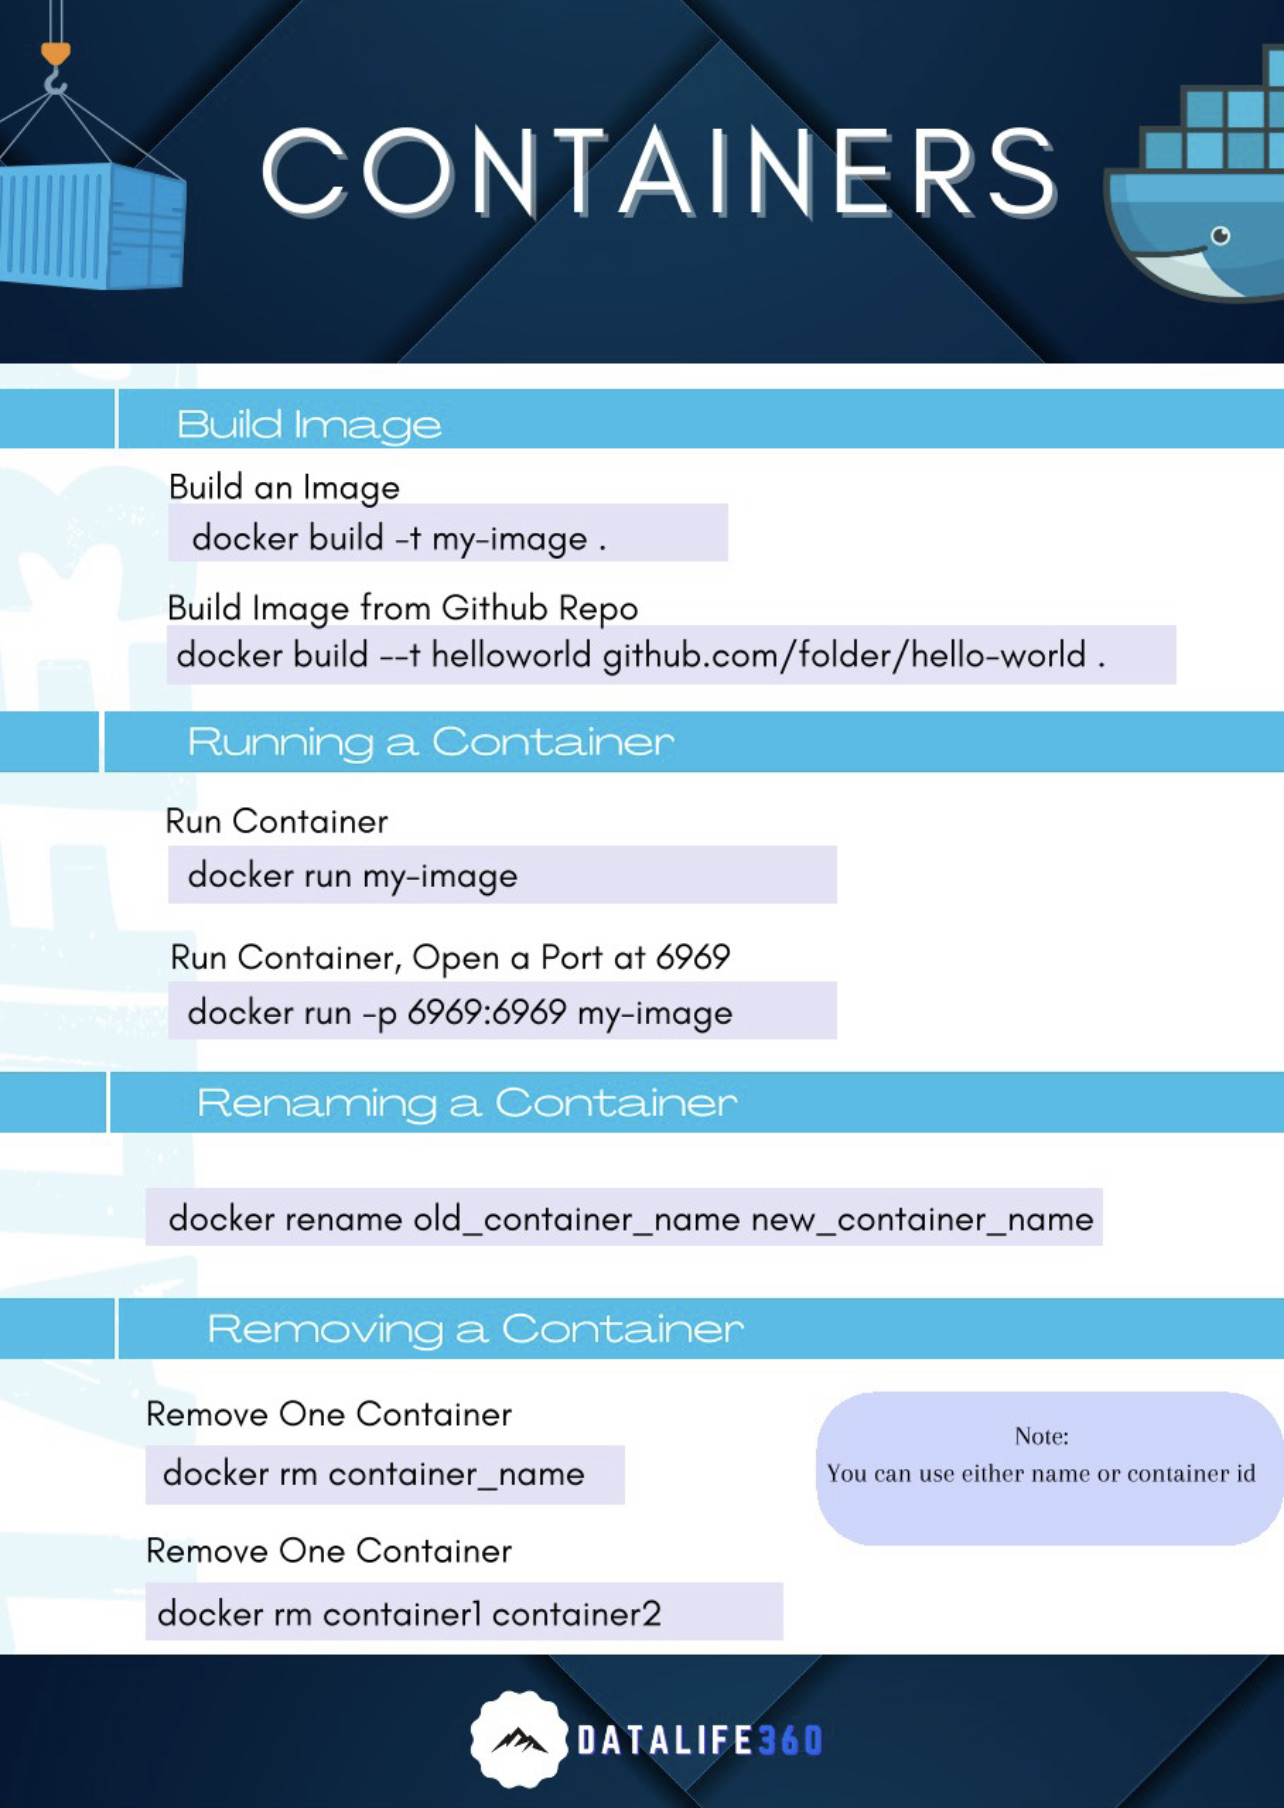 CONTAINERS
Build Image
Build an Image
docker build -t my-image .
Build Image from Github Repo
docker build --t helloworld github.com/folder/hello-world .
Running a Container
Run Container
docker run my-image
Run Container, Open a Port at 6969
docker run -p 6969:6969 my-image
Renaming a Container
docker rename old_container_name new_container_name
Removing a Container
Remove One Container
docker rm container_name
Note:
You can use either name or container id
Remove One Container
docker rm container1 container2
DATALIFE360